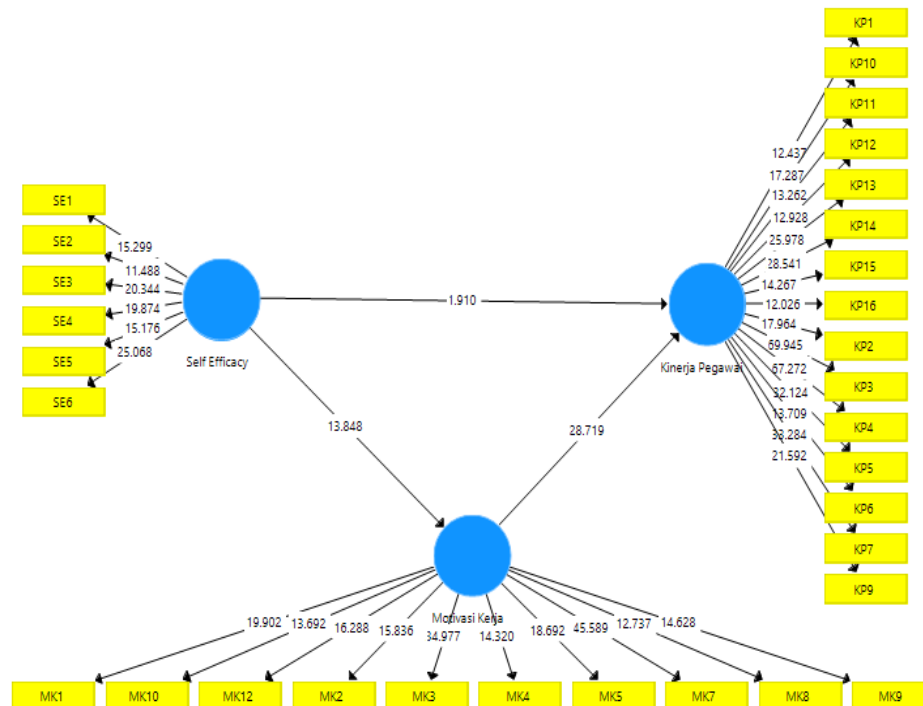 KP1
KP10
KP11
KP12
KP13
KP14
KP15
KP16
KP2
KP3
KP4
KP5
KP6
KP7
KP9
12.437
17.287
13.262
12.928
25.978
28.541
14.267
12.026
17.964
69.945
67.272
32.124
13.709
33.284
21.592
SE1
SE2
SE3
SE4
SE5
SE6
15.299
11.488
20.344
19.874
15.176
25.068
Self Efficacy
1.910
Kinerja Pegawai
13.848
28.719
Motivasi Kerja
19.902
13.692
16.288
15.836
34.977
14.320
18.692
45.589
12.737
14.628
MK1
MK10
MK12
MK2
MK3
MK4
MK5
MK7
MK8
MK9